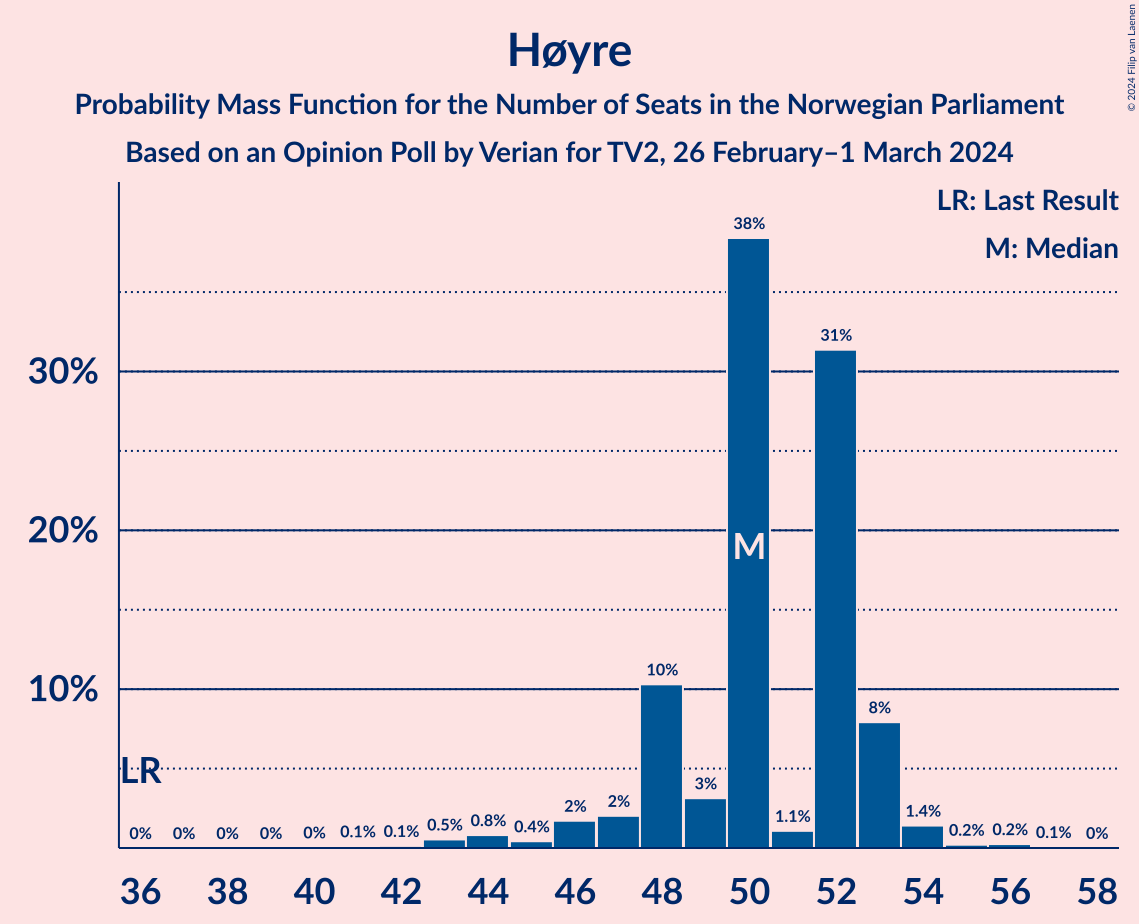 Høyre
Probability Mass Function for the Number of Seats in the Norwegian Parliament
Based on an Opinion Poll by Verian for TV2, 26 February–1 March 2024
© 2024 Filip van Laenen
LR: Last Result
M: Median
30%
20%
10%
LR
M
0% 0% 0% 0% 0% 0.1% 0.1% 0.5% 0.8% 0.4% 2% 2% 10% 3% 38% 1.1% 31% 8% 1.4% 0.2% 0.2% 0.1% 0%
36 38 40 42 44 46 48 50 52 54 56 58